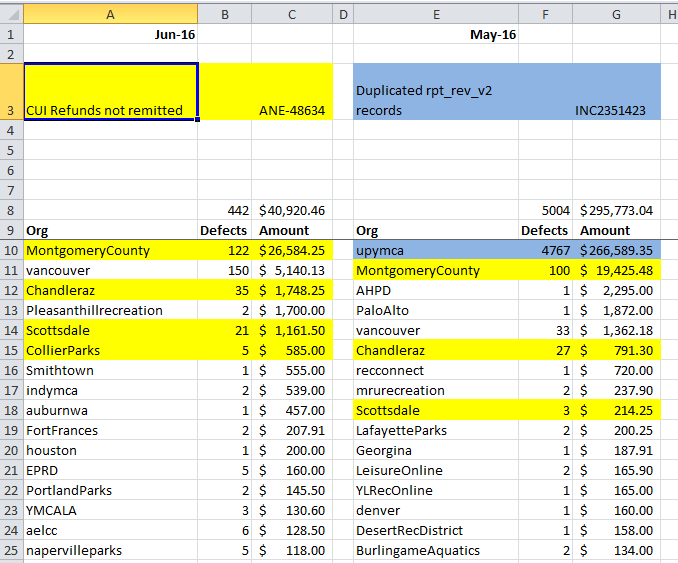 A B C D E F G H
1 Jun-16 May-16
2
Duplicated rpt_rev_v2
3 CUI Refunds not remitted ANE-48634 records INC2351423
4
5
6
7
8 442 $40,920.46 5004 $295,773.04
9 Org Defects Amount Org Defects Amount
10 MontgomeryCounty 122 $26,584.25 upymca 4767 $266,589.35
11 vancouver 150 $ 5,140.13 MontgomeryCounty 100 $ 19,425.48
12 Chandleraz 35 $ 1,748.25 AHPD 1 $ 2,295.00
13 Pleasanthillrecreation 2 $ 1,700.00 PaloAlto 1 $ 1,872.00
14 Scottsdale 21 $ 1,161.50 vancouver 33 $ 1,362.18
15 CollierParks 5 $ 585.00 Chandleraz 27 $ 791.30
16 Smithtown 1 $ 555.00 recconnect 1 $ 720.00
17 indymca 2 $ 539.00 mrurecreation 2 $ 237.90
18 auburnwa 1 $ 457.00 Scottsdale 3 $ 214.25
19 FortFrances 2 $ 207.91 LafayetteParks 2 $ 200.25
20 houston 1 $ 200.00 Georgina 1 $ 187.91
21 EPRD 5 $ 160.00 LeisureOnline 2 $ 165.90
22 PortlandParks 2 $ 145.50 YLRecOnline 1 $ 165.00
23 YMCALA 3 $ 130.60 denver 1 $ 160.00
24 aelcc 6 $ 128.50 DesertRecDistrict 1 $ 158.00
25 napervilleparks 5 $ 118.00 BurlingameAquatics 2 $ 134.00